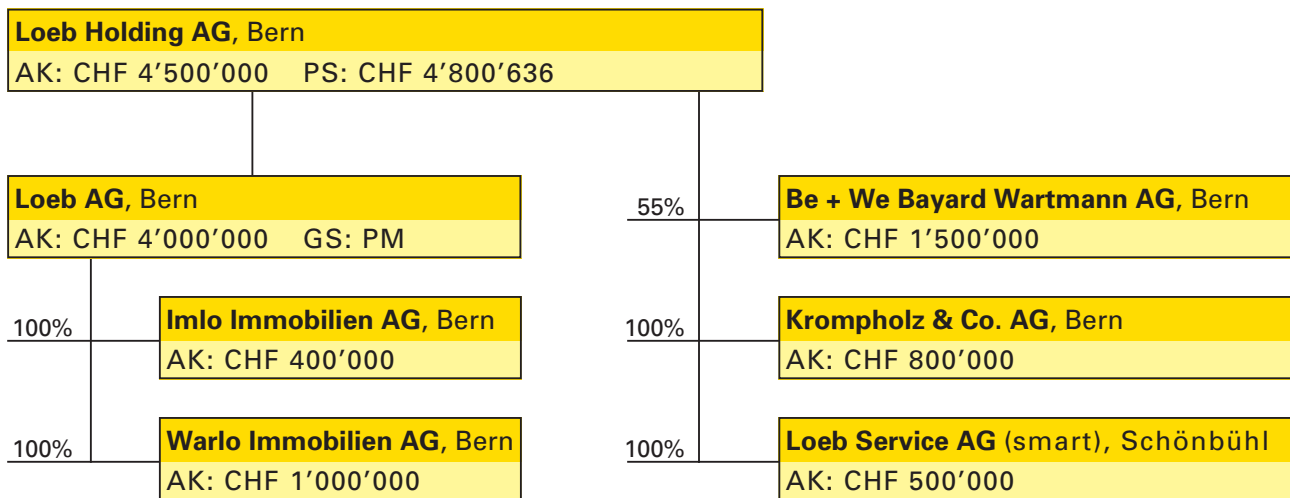 Loeb Holding AG, Bern
AK: CHF 4’500’000 PS: CHF 4’800’636
Loeb AG, Bern
AK: CHF 4’000’000 GS: PM
100%
Imlo Immobilien AG, Bern
AK: CHF 400’000
100%
Warlo Immobilien AG, Bern
AK: CHF 1’000’000
55%
Be + We Bayard Wartmann AG, Bern
AK: CHF 1’500’000
100%
Krompholz & Co. AG, Bern
AK: CHF 800’000
100%
Loeb Service AG (smart), Schönbühl
AK: CHF 500’000